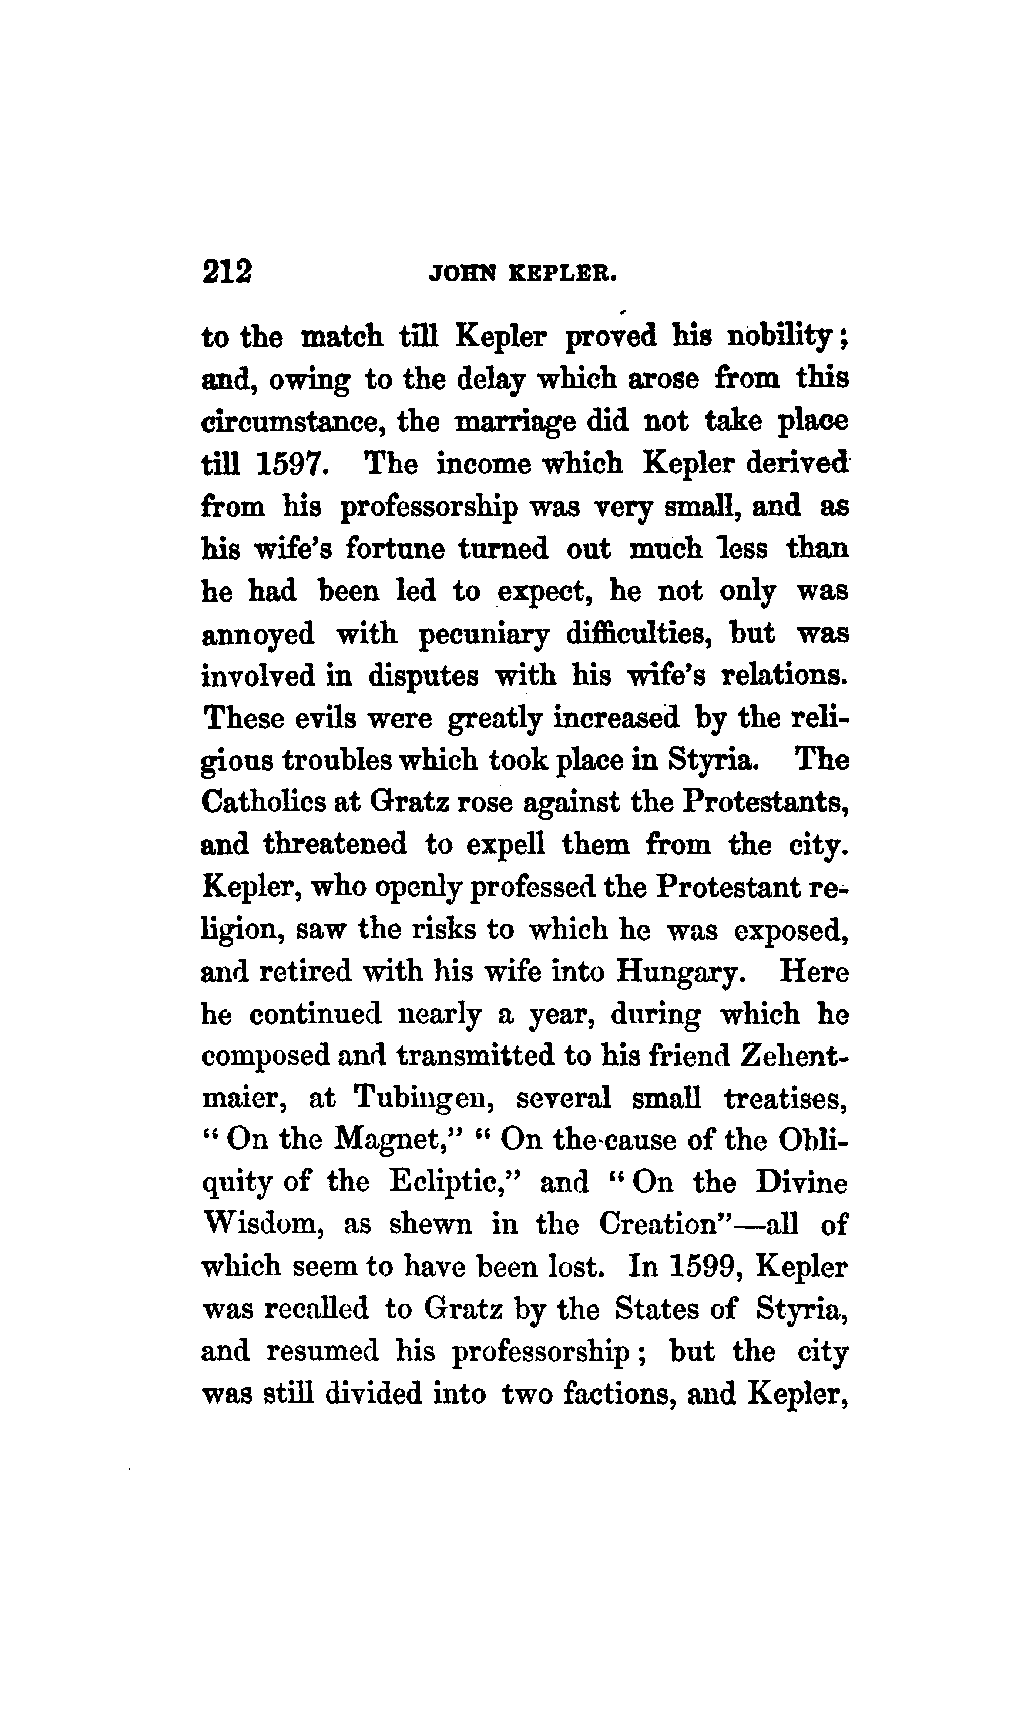 212 JOHN KEPLER.
to the match till Kepler proved his nobility;
and, owing to the delay which arose from this
circumstance, the marriage did not take place
till 1597. The income which Kepler derived
from his professorship was very small, and as
his wife's fortune turned out much less than
he had been led to expect, he not only was
annoyed with pecuniary difficulties, but was
involved in disputes with his wife's relations.
These evils were greatly increased by the reli-
gious troubles which took place in Styria. The
Catholics at Gratz rose against the Protestants,
and threatened to expell them from the city.
Kepler, who openly professed the Protestant re-
ligion, saw the risks to which he was exposed,
and retired with his wife into Hungary. Here
he continued nearly a year, during which he
composed and transmitted to his friend Zehent-
maier, at Tubingen, several small treatises,
“ On the Magnet,” “ On the cause of the Obli-
quity of the Ecliptic,” and “ On the Divine
Wisdom, as shewn in the Creation”—all of
which seem to have been lost. In 1599, Kepler
was recalled to Gratz by the States of Styria,
and resumed his professorship; but the city
was still divided into two factions, and Kepler,